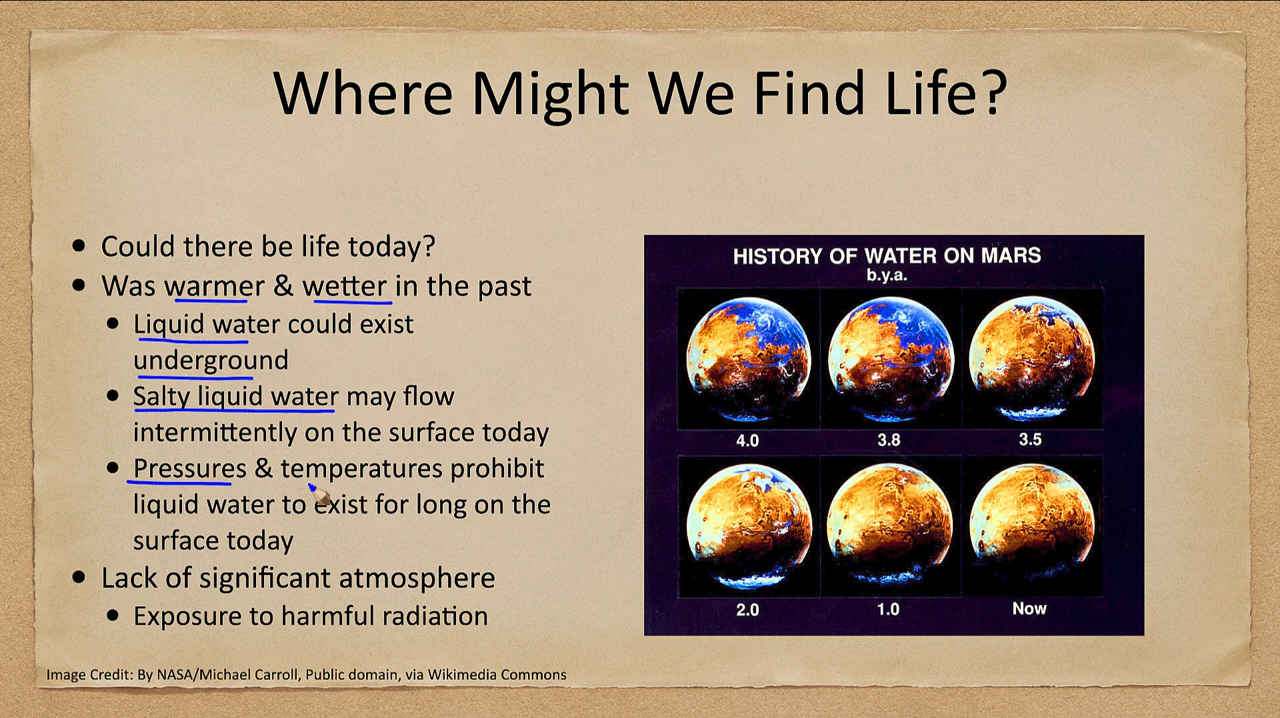 Where Might We Find Life?
• Could there be life today?
• Was warmer & wetter in the past
• Liquid water could exist
underground
• Salty liquid water may flow
intermittently on the surface today
• Pressures & temperatures prohibit
liquid water to exist for long on the
surface today
• Lack of significant atmosphere
• Exposure to harmful radiation
HISTORY OF WATER ON MARS
b.y.a.
4.0 3.8 3.5
2.0 1.0 Now
Image Credit: By NASA/Michael Carroll, Public domain, via Wikimedia Commons